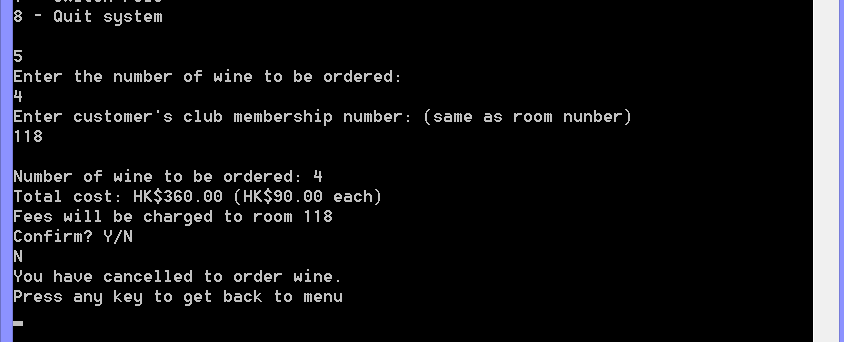 8 - Quit system
5
Enter the number of wine to be ordered:
4
Enter customer's club membership number: (same as room nunber)
118
Number of wine to be ordered: 4
Total cost: HK$360.00 (HK$90.00 each)
Fees will be charged to room 118
Confirm? Y/N
N
You have cancelled to order wine.
Press any key to get back to menu